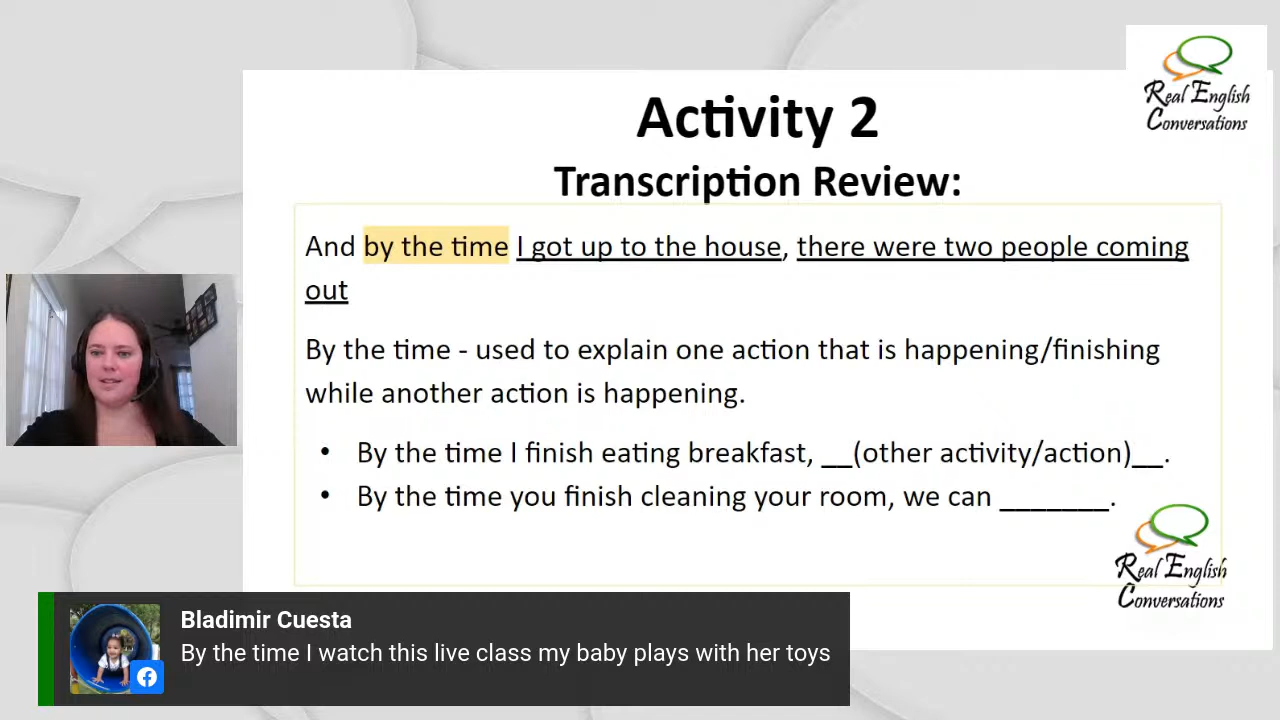 Real English
Conversations
Activity 2
Transcription Review:
And by the time I got up to the house, there were two people coming
out
By the time - used to explain one action that is happening/finishing
while another action is happening.
• By the time I finish eating breakfast, __(other activity/action)__.
• By the time you finish cleaning your room, we can _______.
Real English
Conversations
Bladimir Cuesta
By the time I watch this live class my baby plays with her toys